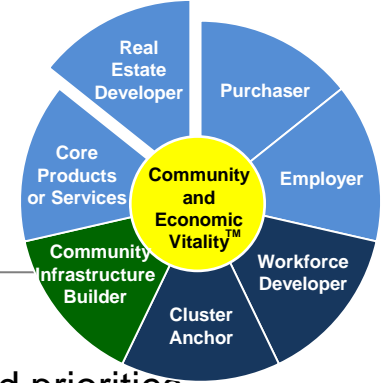 Real
Estate
Developer
Purchaser
Employer
Workforce
Developer
Cluster
Anchor
Community
Infrastructure
Builder
Core
Products
or Services
Community
and
Economic
Vitality™
d priorities